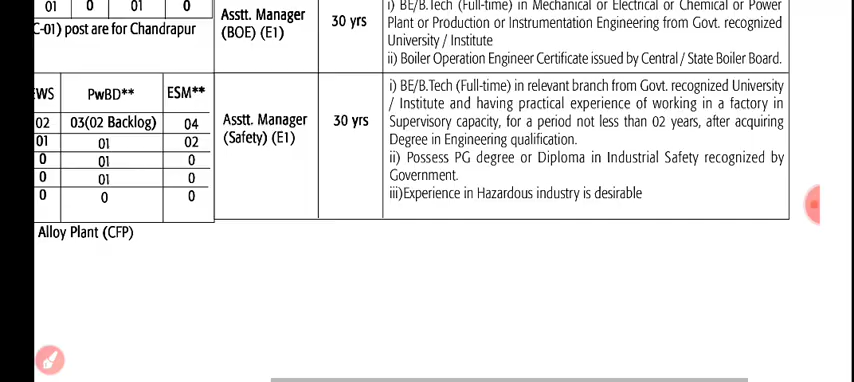 01 0 01 0
C-01) post are for Chandrapur
Asstt. Manager
(BOE) (E1)
30 yrs
i) BE/B.Tech (Full-time) in Mechanical or Electrical or Chemical or Power
Plant or Production or Instrumentation Engineering from Govt. recognized
University / Institute
ii) Boiler Operation Engineer Certificate issued by Central / State Boiler Board.
EWS PwBD** ESM**
02 03(02 Backlog) 04
01 01 02
0 01 0
0 01 0
0 0 0
Alloy Plant (CFP)
Asstt. Manager
(Safety) (E1)
30 yrs
i) BE/B.Tech (Full-time) in relevant branch from Govt. recognized University
/ Institute and having practical experience of working in a factory in
Supervisory capacity, for a period not less than 02 years, after acquiring
Degree in Engineering qualification.
ii) Possess PG degree or Diploma in Industrial Safety recognized by
Government.
iii)Experience in Hazardous industry is desirable